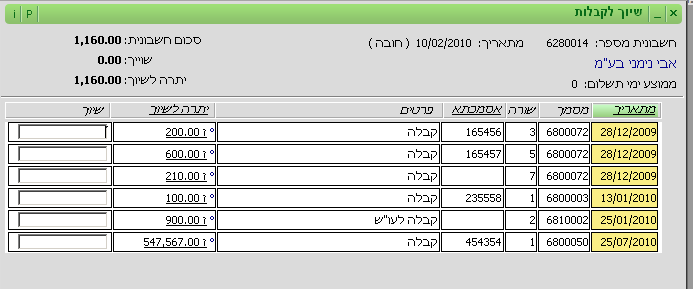 שיוך לקבלות
חשבונית מספר: 6280014 מתאריך: 10/02/2010 ( חובה ) סכום חשבונית: 1,160.00
אבי נימני בע"מ שוייך: 0.00
ממוצע ימי תשלום: 0 יתרה לשיוך: 1,160.00
מתאריך מסמך שורה אסמכתא פרטים יתרה לשיוך שיוך
28/12/2009 6800072 3 165456 קבלה 200.00 ז
28/12/2009 6800072 5 165457 קבלה 600.00 ז
28/12/2009 6800072 7 קבלה 210.00 ז
13/01/2010 6800003 1 235558 קבלה 100.00 ז
25/01/2010 6810002 2 קבלה לעו"ש 900.00 ז
25/07/2010 6800050 1 454354 קבלה 547,567.00 ז